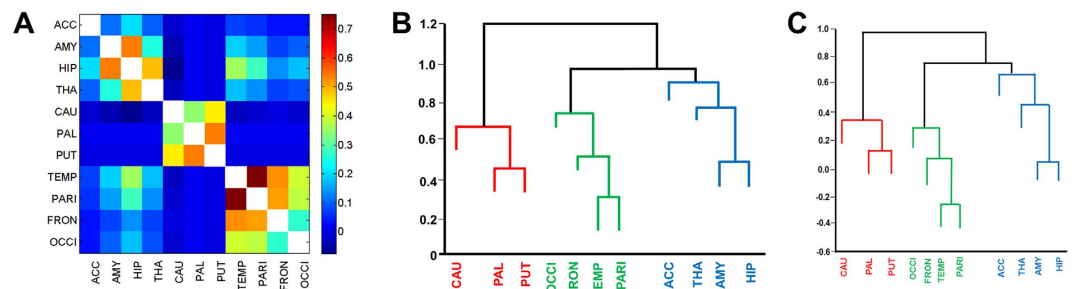 A
ACC
AMY
HIP
THA
CAU
PAL
PUT
TEMP
PARI
FRON
OCCI
ACC
AMY
HIP
THA
CAU
PAL
PUT
TEMP
PARI
FRON
OCCI
0.7
0.6
0.5
0.4
0.3
0.2
0.1
0
B
1.2
1.0
0.8
0.6
0.4
0.2
0
CAU
PAL
PUT
OCCI
RON
EMP
PARI
ACC
THA
AMY
HIP
C
1.0
0.8
0.6
0.4
0.2
0.0
-0.2
-0.4
-0.6
CAU
PAL
PUT
OCCI
FRON
TEMP
PARI
ACC
THA
AMY
HIP